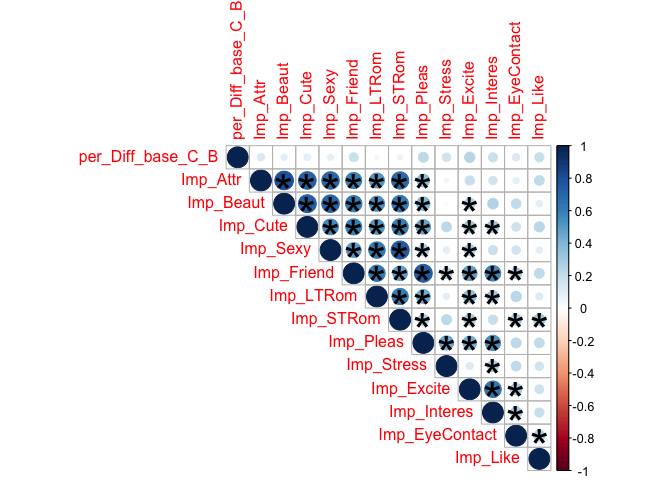 per_Diff_base_C_B
Imp_Attr
Imp_Beaut
Imp_Cute
Imp_Sexy
Imp_Friend
Imp_LTRom
Imp_STRom
Imp_Pleas
Imp_Stress
Imp_Excite
Imp_Interes
Imp_EyeContact
Imp_Like
per_Diff_base_C_B
Imp_Attr
Imp_Beaut
Imp_Cute
Imp_Sexy
Imp_Friend
Imp_LTRom
Imp_STRom
Imp_Pleas
Imp_Stress
Imp_Excite
Imp_Interes
Imp_EyeContact
Imp_Like
1
0.8
0.6
0.4
0.2
0
-0.2
-0.4
-0.6
-0.8
-1